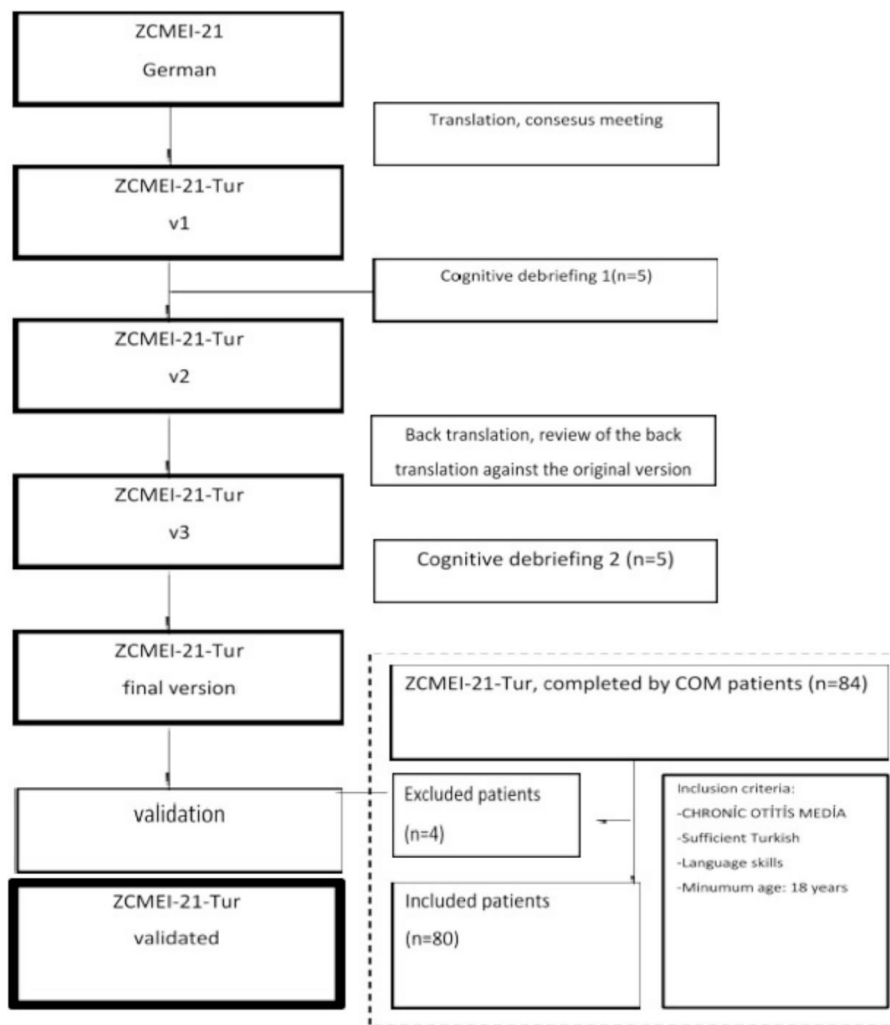 ZCMEI-21
German
Translation, consesus meeting
ZCMEI-21-Tur
v1
Cognitive debriefing 1(n=5)
ZCMEI-21-Tur
v2
Back translation, review of the back
translation against the original version
ZCMEI-21-Tur
v3
Cognitive debriefing 2 (n=5)
ZCMEI-21-Tur
final version
ZCMEI-21-Tur, completed by COM patients (n=84)
validation
Excluded patients
(n=4)
Inclusion criteria:
-CHRONİC OTİTİS MEDİA
-Sufficient Turkish
-Language skills
-Minumum age: 18 years
ZCMEI-21-Tur
validated
Included patients
(n=80)